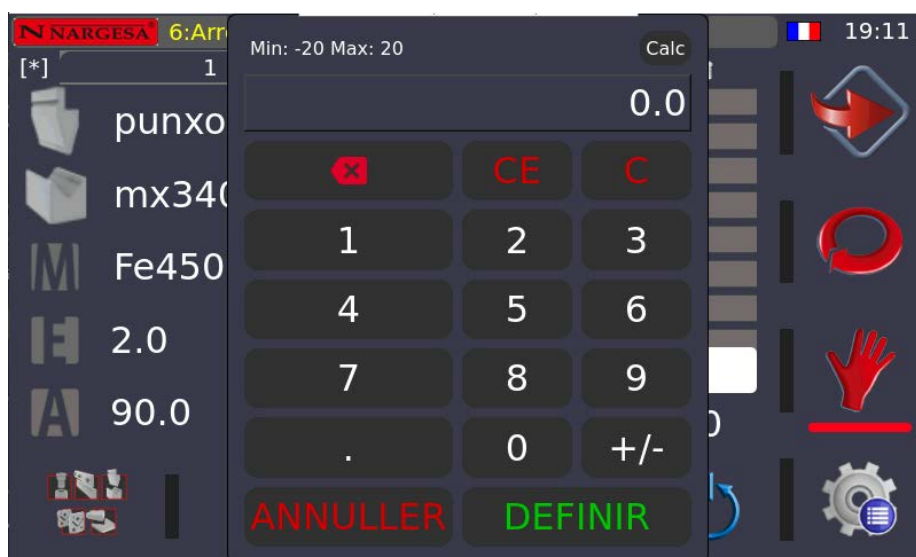 NARGESA 6:Arr
19:11
[*] 1
Min: -20 Max: 20 Calc
0.0
punxo
mx340
Fe450
2.0
90.0
CE C
1 2 3
4 5 6
7 8 9
. 0 +/-
ANNULLER DEFINIR
M
E
A